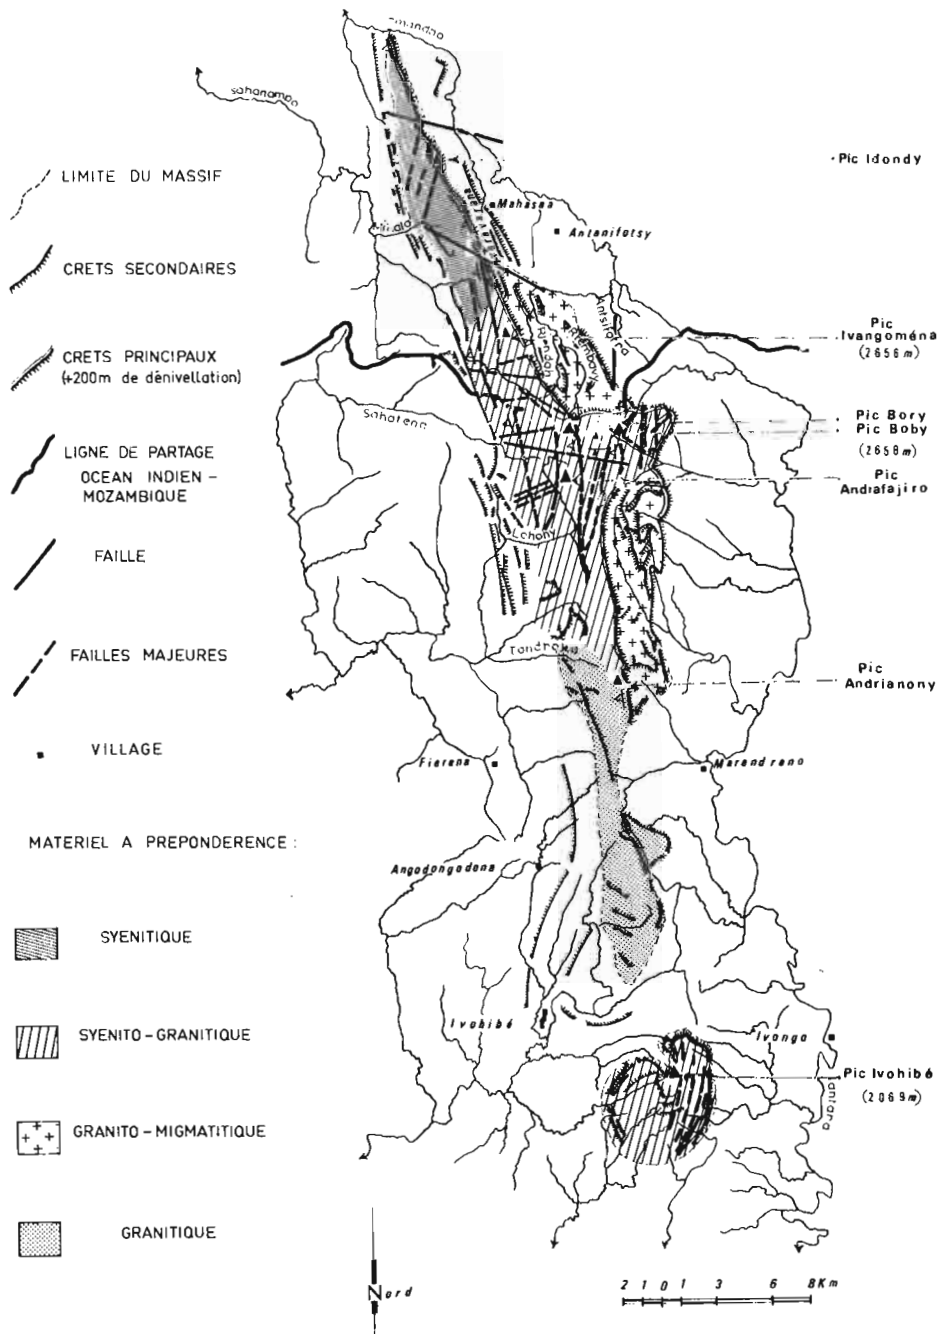 Sahanambo
LIMITE DU MASSIF
Pic Idondy
Mahasoa
Antanifotsy
CRETS SECONDAIRES
Antsifotra
Pic
Ivangoména
(2656m)
CRETS PRINCIPAUX
(+200m de dénivellation)
Sahatena
Pic Bory
Pic Boby
(2658m)
LIGNE DE PARTAGE
OCEAN INDIEN -
MOZAMBIQUE
Pic
Andrafajiro
FAILLE
Lohony
FAILLES MAJEURES
Pic
Andrianony
VILLAGE
Fierena
Marandrano
MATERIEL A PREPONDERENCE :
Angodongodona
SYENITIQUE
Ivohibé
Ivongo
SYENITO-GRANITIQUE
Pic Ivohibé
(2069m)
GRANITO-MIGMATITIQUE
GRANITIQUE
Nord
2 1 0 1 3 6 8Km